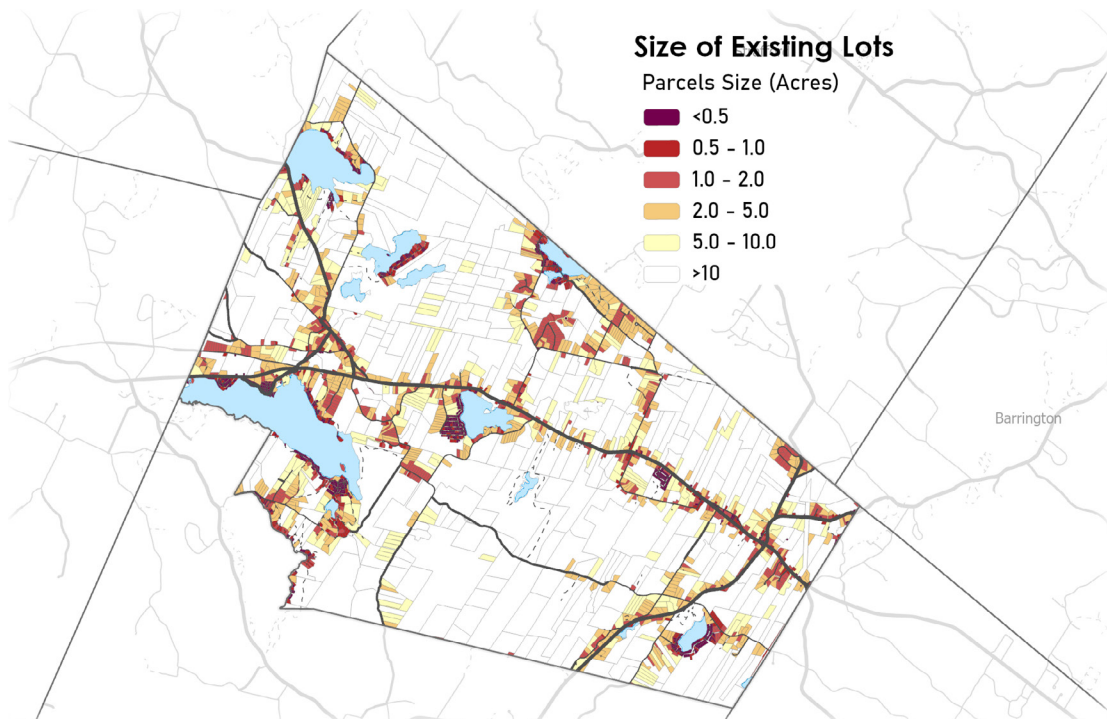 Size of Existing Lots
Parcels Size (Acres)
<0.5
0.5 - 1.0
1.0 - 2.0
2.0 - 5.0
5.0 - 10.0
>10
Barrington